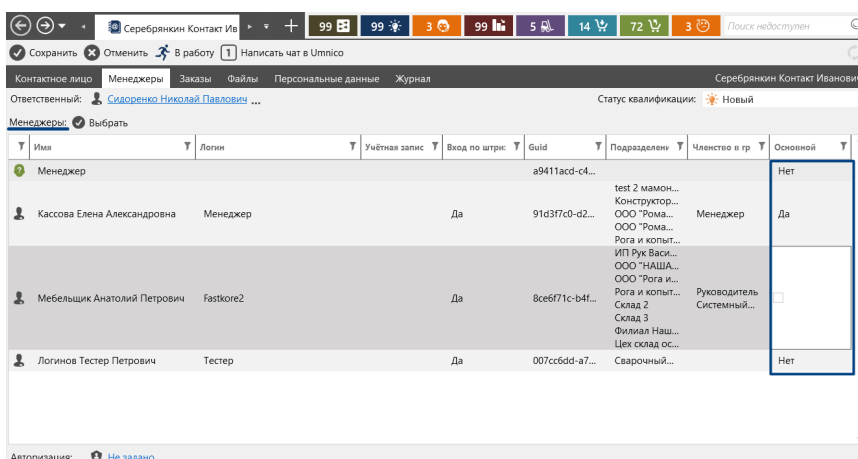 Серебрянкин Контакт Ив 99 99 3 99 5 14 72 3 Поиск недоступен
Сохранить Отменить В работу 1 Написать чат в Umnico
Контактное лицо Менеджеры Заказы Файлы Персональные данные Журнал Серебрянкин Контакт Иванович
Ответственный: Сидоренко Николай Павлович ... Статус квалификации: Новый
Менеджеры: Выбрать
Имя Логин Учётная запис Вход по штри: Guid Подразделени Членство в гр Основной
Менеджер a9411acd-c4... Нет
test 2 мамон...
Конструктор...
Кассова Елена Александровна Менеджер Да 91d3f7c0-d2... ООО "Рома... Менеджер Да
ООО "Рома...
Рога и копыт...
ИП Рук Васи...
ООО "НАША...
ООО "Рога и...
Рога и копыт... Руководитель
Мебельщик Анатолий Петрович Fastkore2 Да 8ce6f71c-b4f... Склад 2 Системный...
Склад 3
Филиал Наш...
Цех склад ос...
Логинов Тестер Петрович Тестер Да 007cc6dd-a7... Сварочный... Нет
Авторизация: Не задано